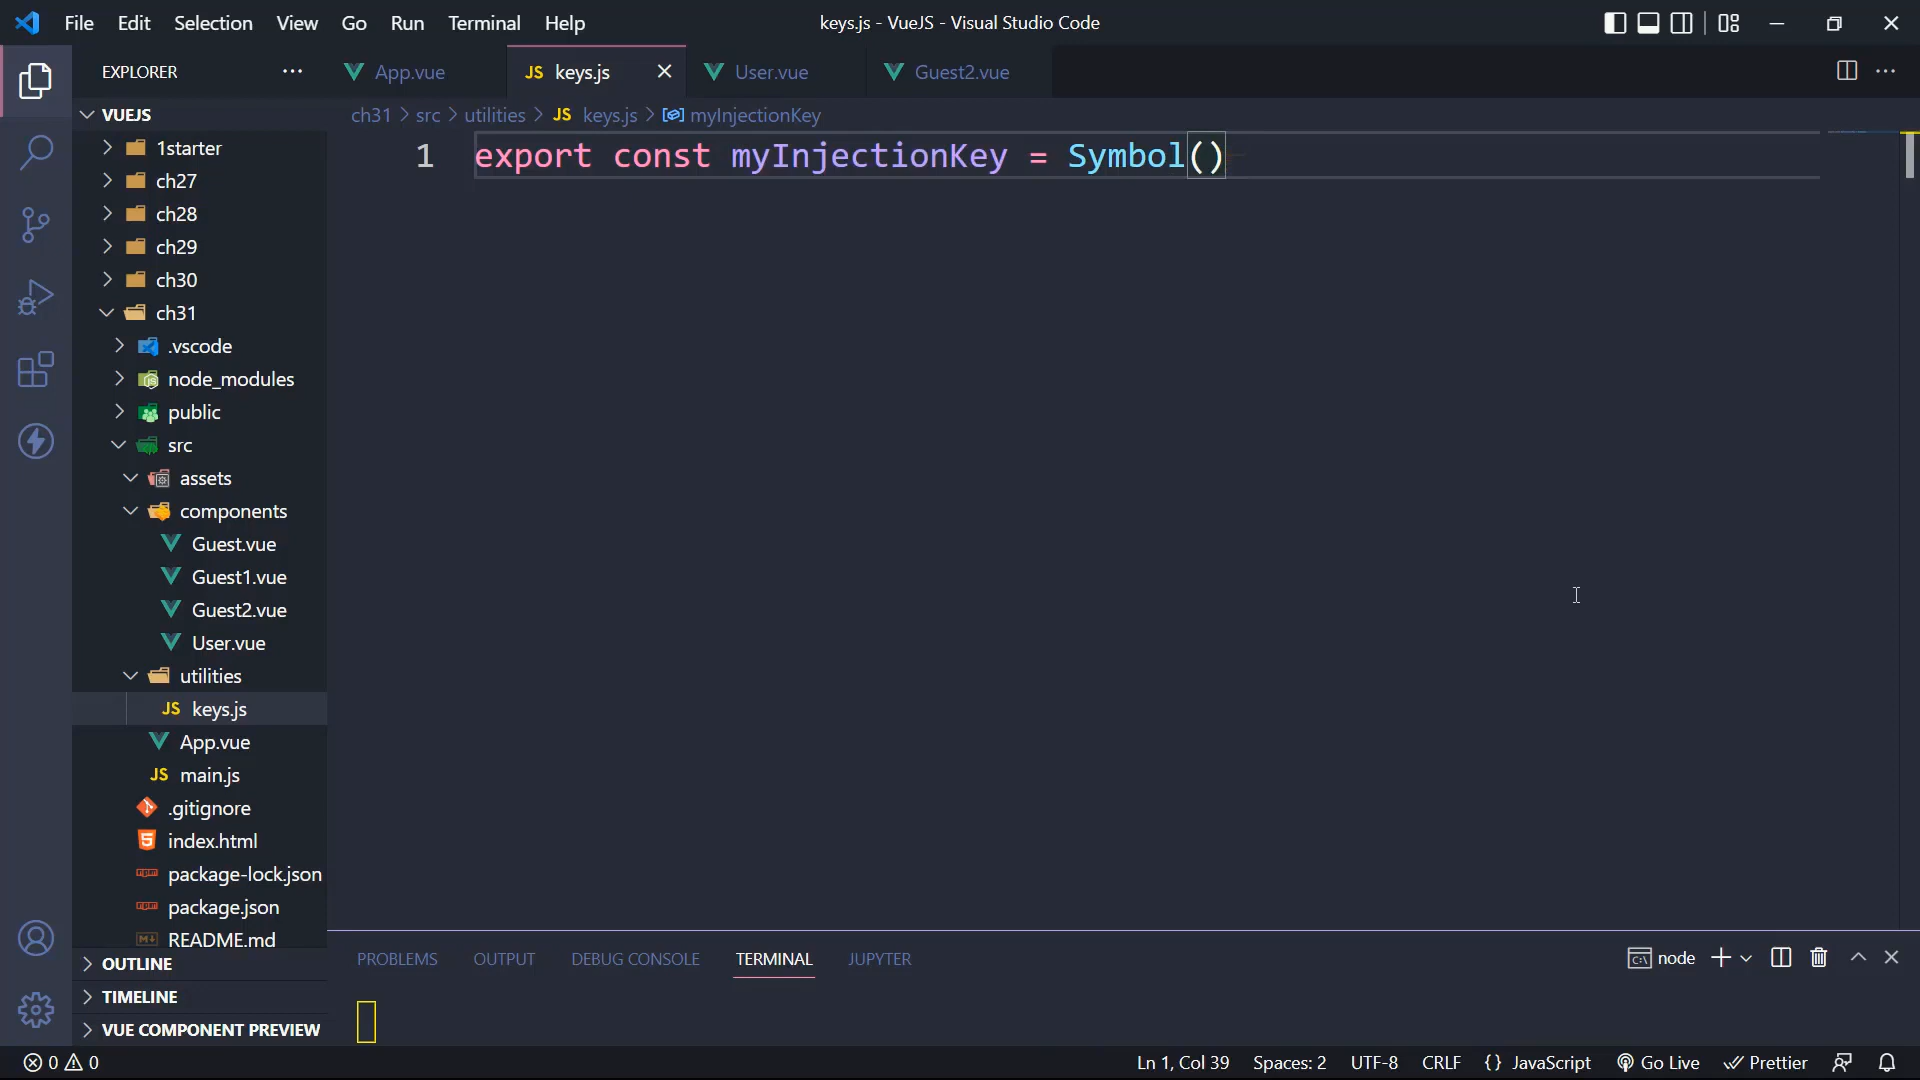 File Edit Selection View Go Run Terminal Help
keys.js - VueJS - Visual Studio Code
EXPLORER
App.vue
JS keys.js
User.vue
Guest2.vue
VUEJS
ch31 > src > utilities > JS keys.js > myInjectionKey
1 export const myInjectionKey = Symbol()
1starter
ch27
ch28
ch29
ch30
ch31
.vscode
node_modules
public
src
assets
components
Guest.vue
Guest1.vue
Guest2.vue
User.vue
utilities
JS keys.js
App.vue
JS main.js
.gitignore
index.html
package-lock.json
package.json
README.md
OUTLINE
TIMELINE
VUE COMPONENT PREVIEW
PROBLEMS OUTPUT DEBUG CONSOLE TERMINAL JUPYTER
node
0 0
Ln 1, Col 39 Spaces: 2 UTF-8 CRLF {} JavaScript Go Live Prettier